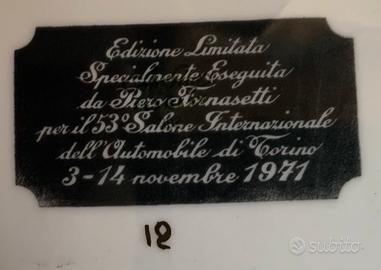 Edizione Limitata
Specialmente Eseguita
da Piero Fornasetti
per il 53° Salone Internazionale
dell'Automobile di Torino
3-14 novembre 1971
12
subito